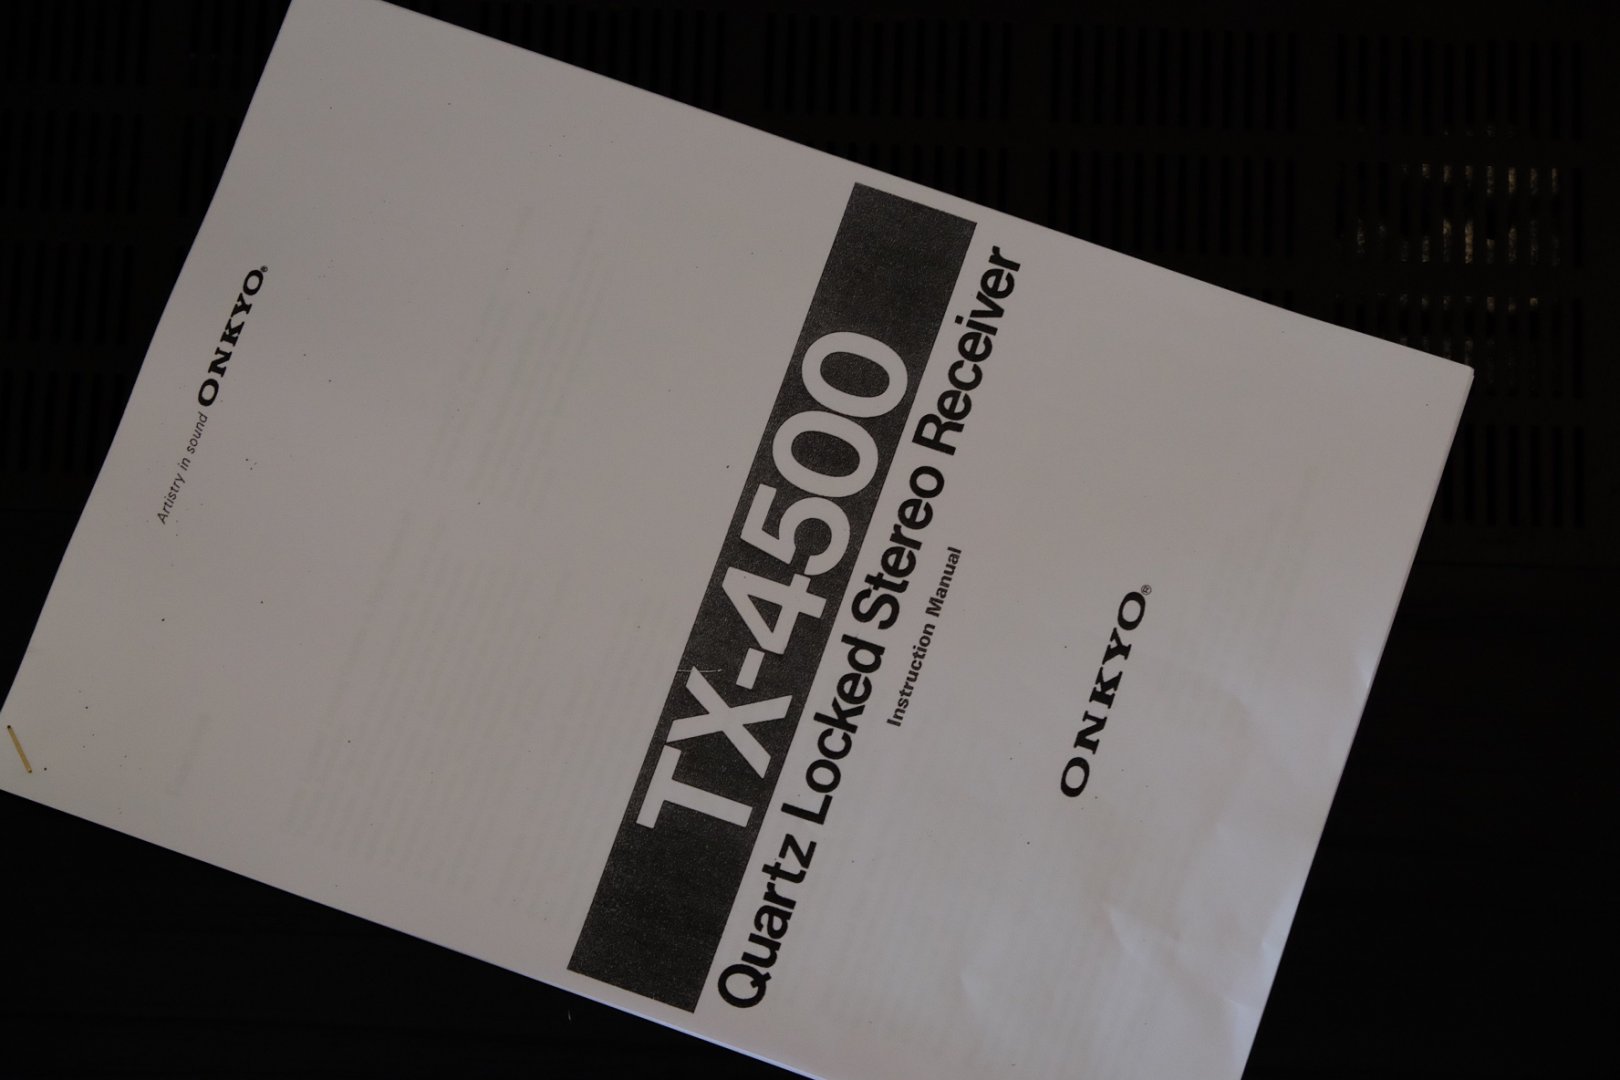 Artistry in sound ONKYO®
TX-4500
Quartz Locked Stereo Receiver
Instruction Manual
ONKYO®